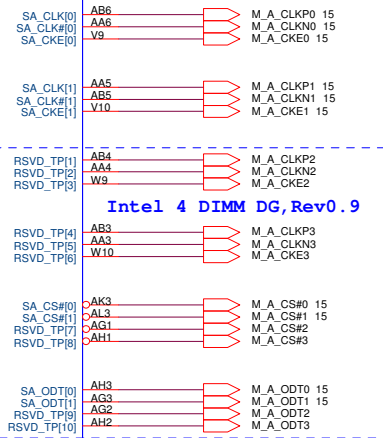 SA_CLK[0] AB6 M_A_CLKP0 15
SA_CLK#[0] AA6 M_A_CLKN0 15
SA_CKE[0] V9 M_A_CKE0 15
SA_CLK[1] AA5 M_A_CLKP1 15
SA_CLK#[1] AB5 M_A_CLKN1 15
SA_CKE[1] V10 M_A_CKE1 15
RSVD_TP[1] AB4 M_A_CLKP2
RSVD_TP[2] AA4 M_A_CLKN2
RSVD_TP[3] W9 M_A_CKE2
Intel 4 DIMM DG,Rev0.9
RSVD_TP[4] AB3 M_A_CLKP3
RSVD_TP[5] AA3 M_A_CLKN3
RSVD_TP[6] W10 M_A_CKE3
SA_CS#[0] AK3 M_A_CS#0 15
SA_CS#[1] AL3 M_A_CS#1 15
RSVD_TP[7] AG1 M_A_CS#2
RSVD_TP[8] AH1 M_A_CS#3
SA_ODT[0] AH3 M_A_ODT0 15
SA_ODT[1] AG3 M_A_ODT1 15
RSVD_TP[9] AG2 M_A_ODT2
RSVD_TP[10] AH2 M_A_ODT3